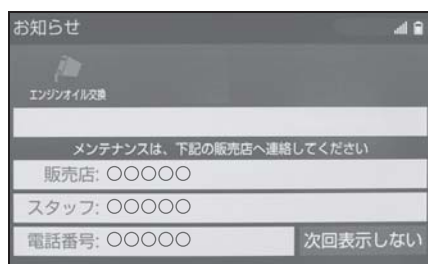 お知らせ
エンジンオイル交換
メンテナンスは、下記の販売店へ連絡してください
販売店: ○○○○○
スタッフ: ○○○○○
電話番号: ○○○○○
次回表示しない